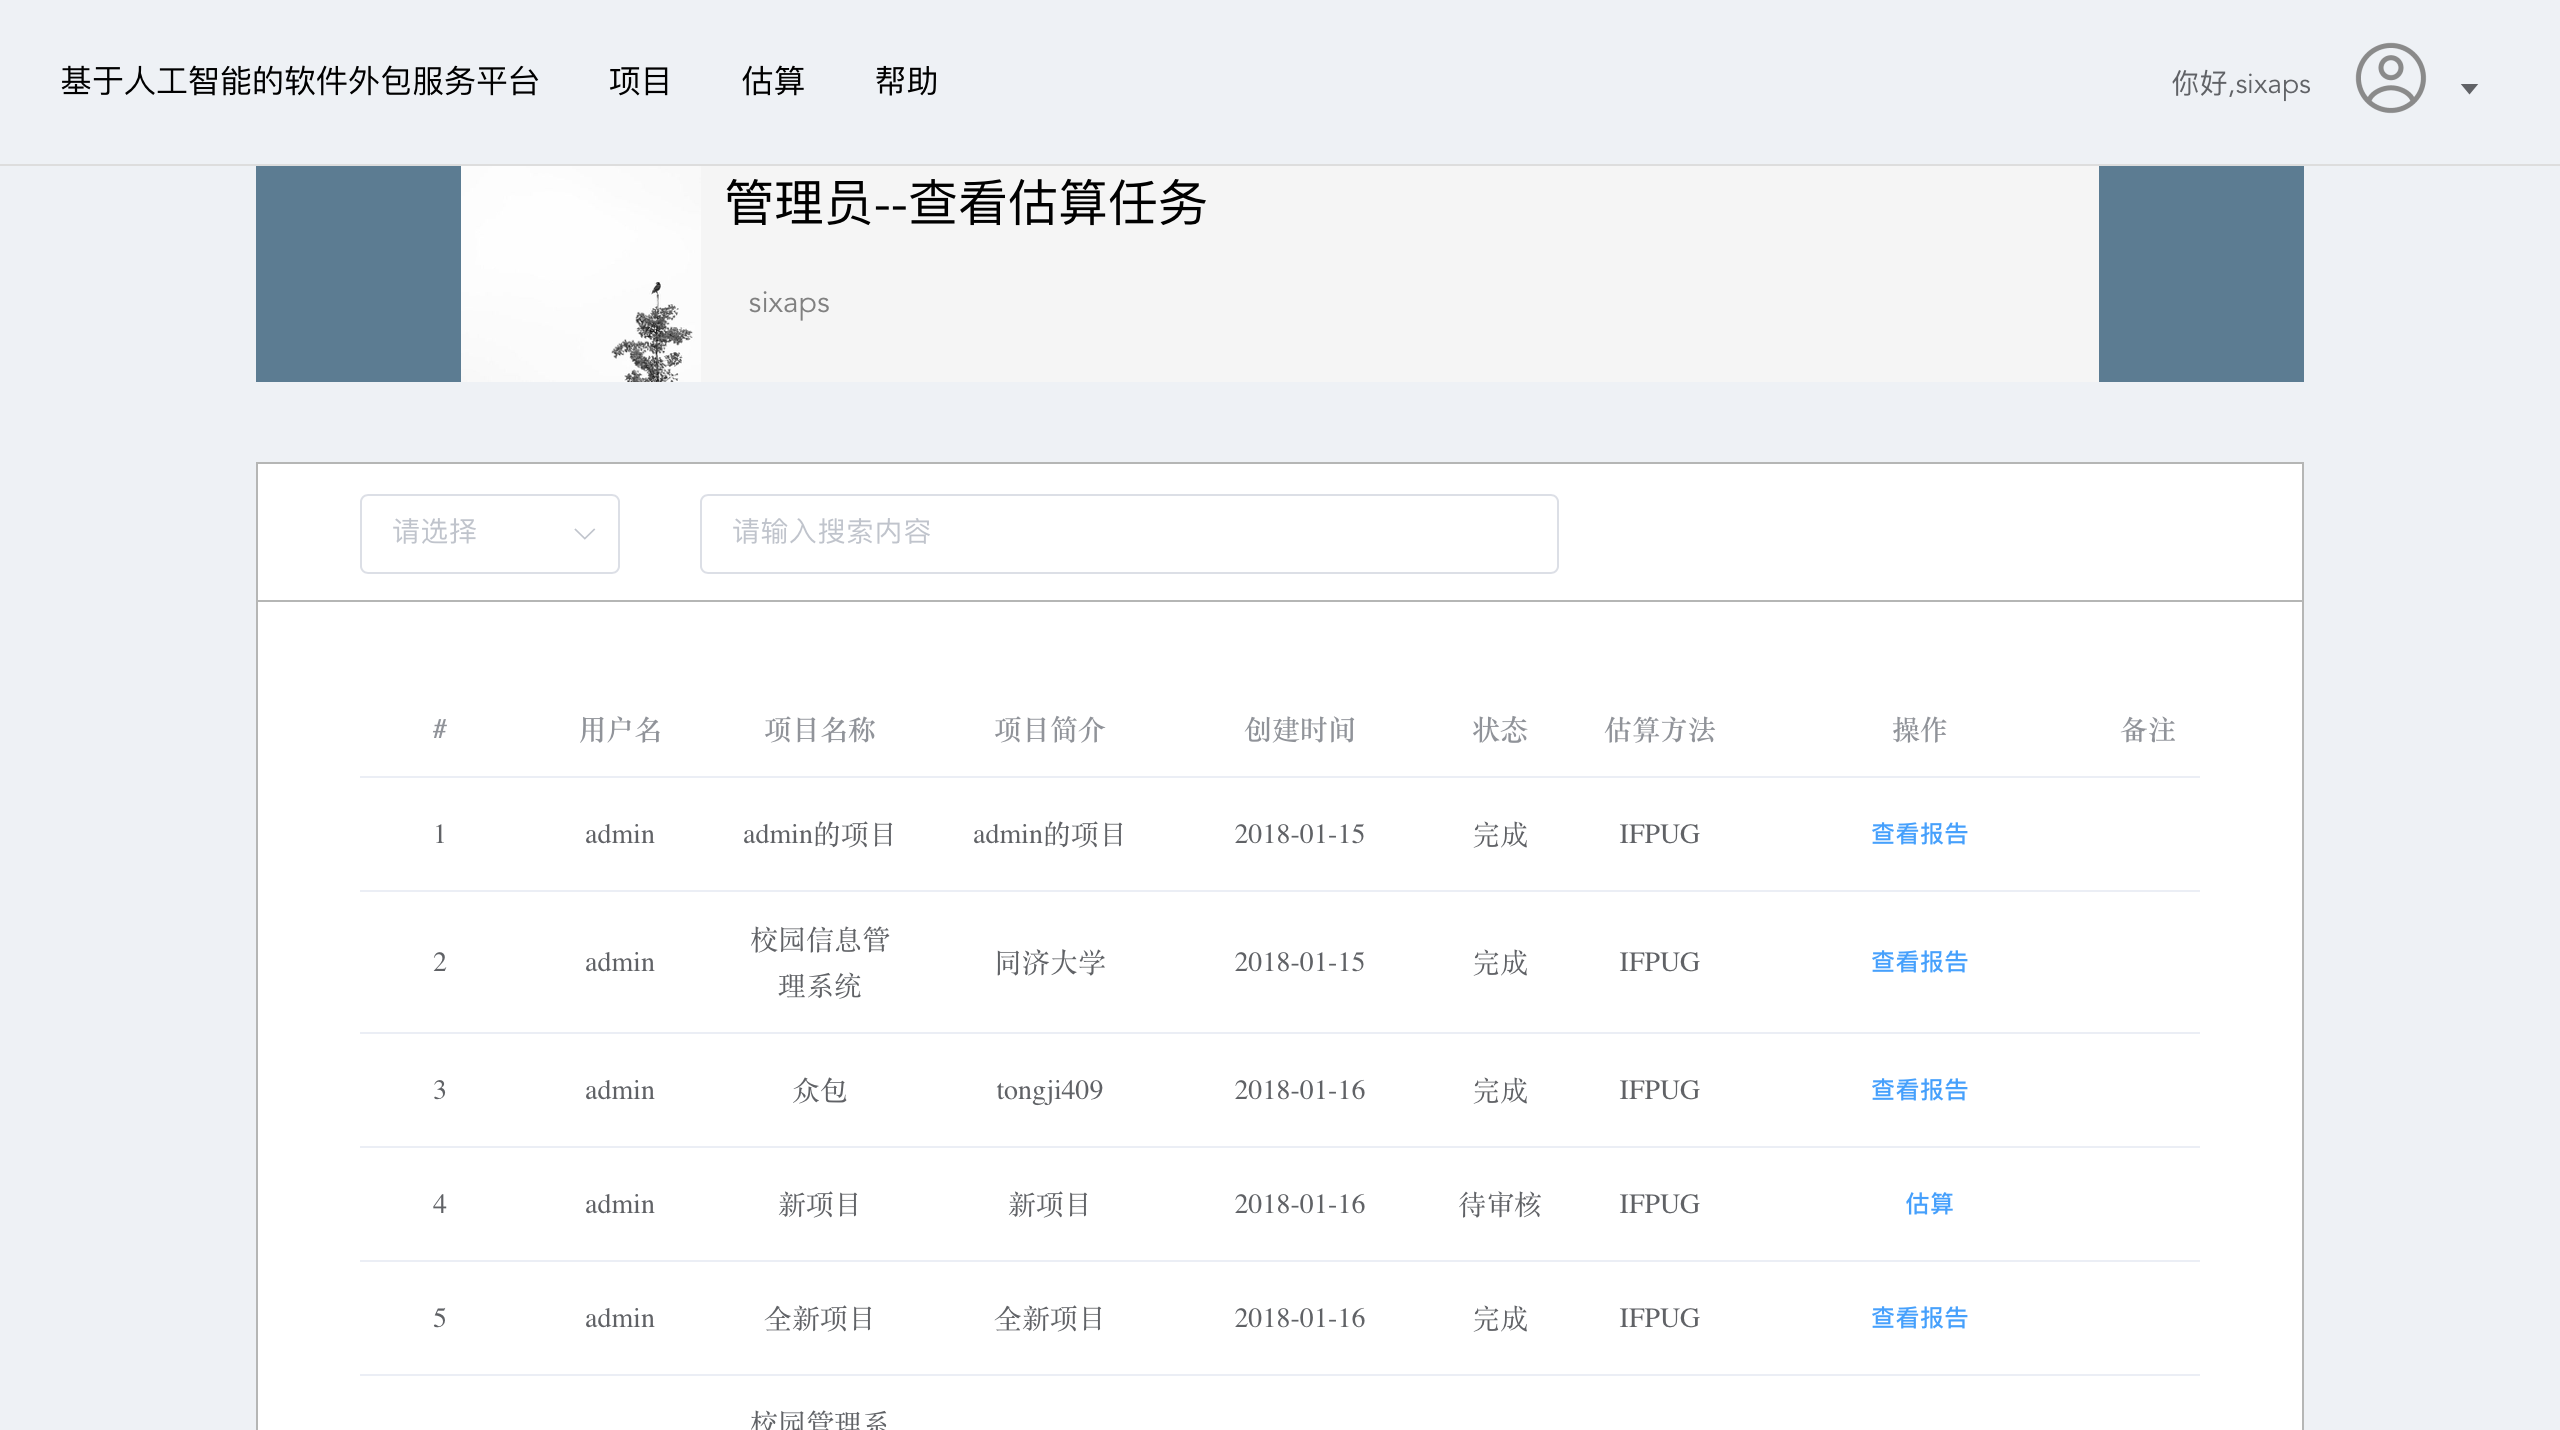 基于人工智能的软件外包服务平台 项目 估算 帮助 你好,sixaps
管理员--查看估算任务
sixaps
请选择 请输入搜索内容
# 用户名 项目名称 项目简介 创建时间 状态 估算方法 操作 备注
1 admin admin的项目 admin的项目 2018-01-15 完成 IFPUG 查看报告
2 admin 校园信息管
理系统 同济大学 2018-01-15 完成 IFPUG 查看报告
3 admin 众包 tongji409 2018-01-16 完成 IFPUG 查看报告
4 admin 新项目 新项目 2018-01-16 待审核 IFPUG 估算
5 admin 全新项目 全新项目 2018-01-16 完成 IFPUG 查看报告
校园管理系